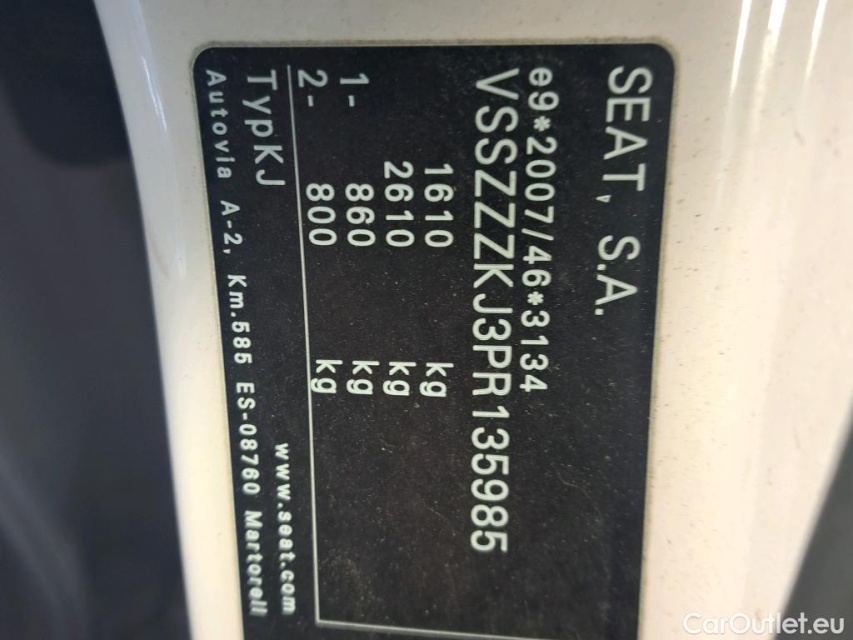 SEAT, S.A.
e9*2007/46*3134
VSSZZZKJ3PR135985
1610 kg
2610 kg
1- 860 kg
2- 800 kg
TypKJ www.seat.com
Autovia A-2, Km.585 ES-08760 Martorell
CarOutlet.eu